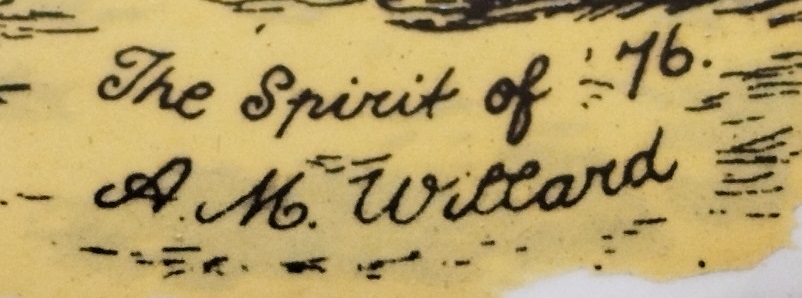 The Spirit of '76.
A. M. Willard